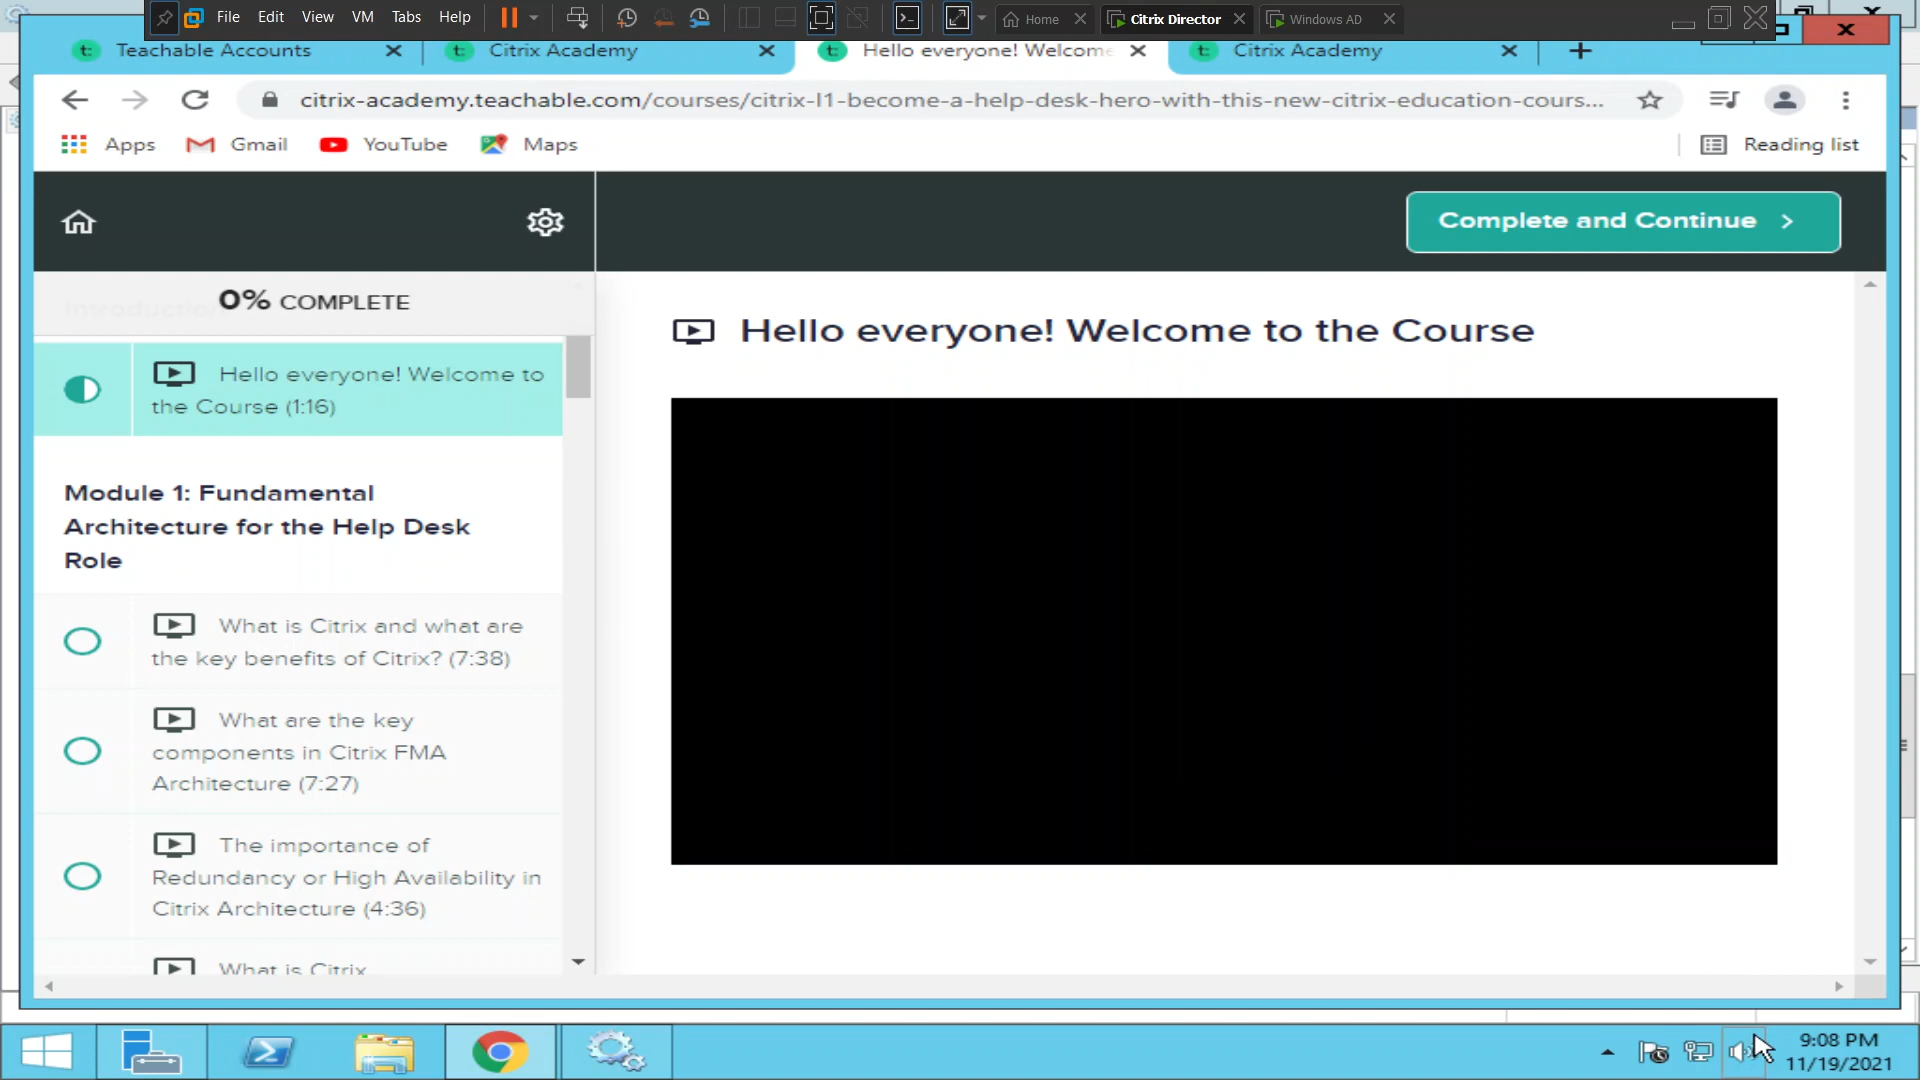 File Edit View VM Tabs Help Home Citrix Director Windows AD
Teachable Accounts Citrix Academy Hello everyone! Welcome Citrix Academy
citrix-academy.teachable.com/courses/citrix-l1-become-a-help-desk-hero-with-this-new-citrix-education-cours...
Apps Gmail YouTube Maps Reading list
Complete and Continue >
Introduction
0% COMPLETE
Hello everyone! Welcome to the Course
Hello everyone! Welcome to
the Course (1:16)
Module 1: Fundamental
Architecture for the Help Desk
Role
What is Citrix and what are
the key benefits of Citrix? (7:38)
What are the key
components in Citrix FMA
Architecture (7:27)
The importance of
Redundancy or High Availability in
Citrix Architecture (4:36)
What is Citrix
9:08 PM
11/19/2021